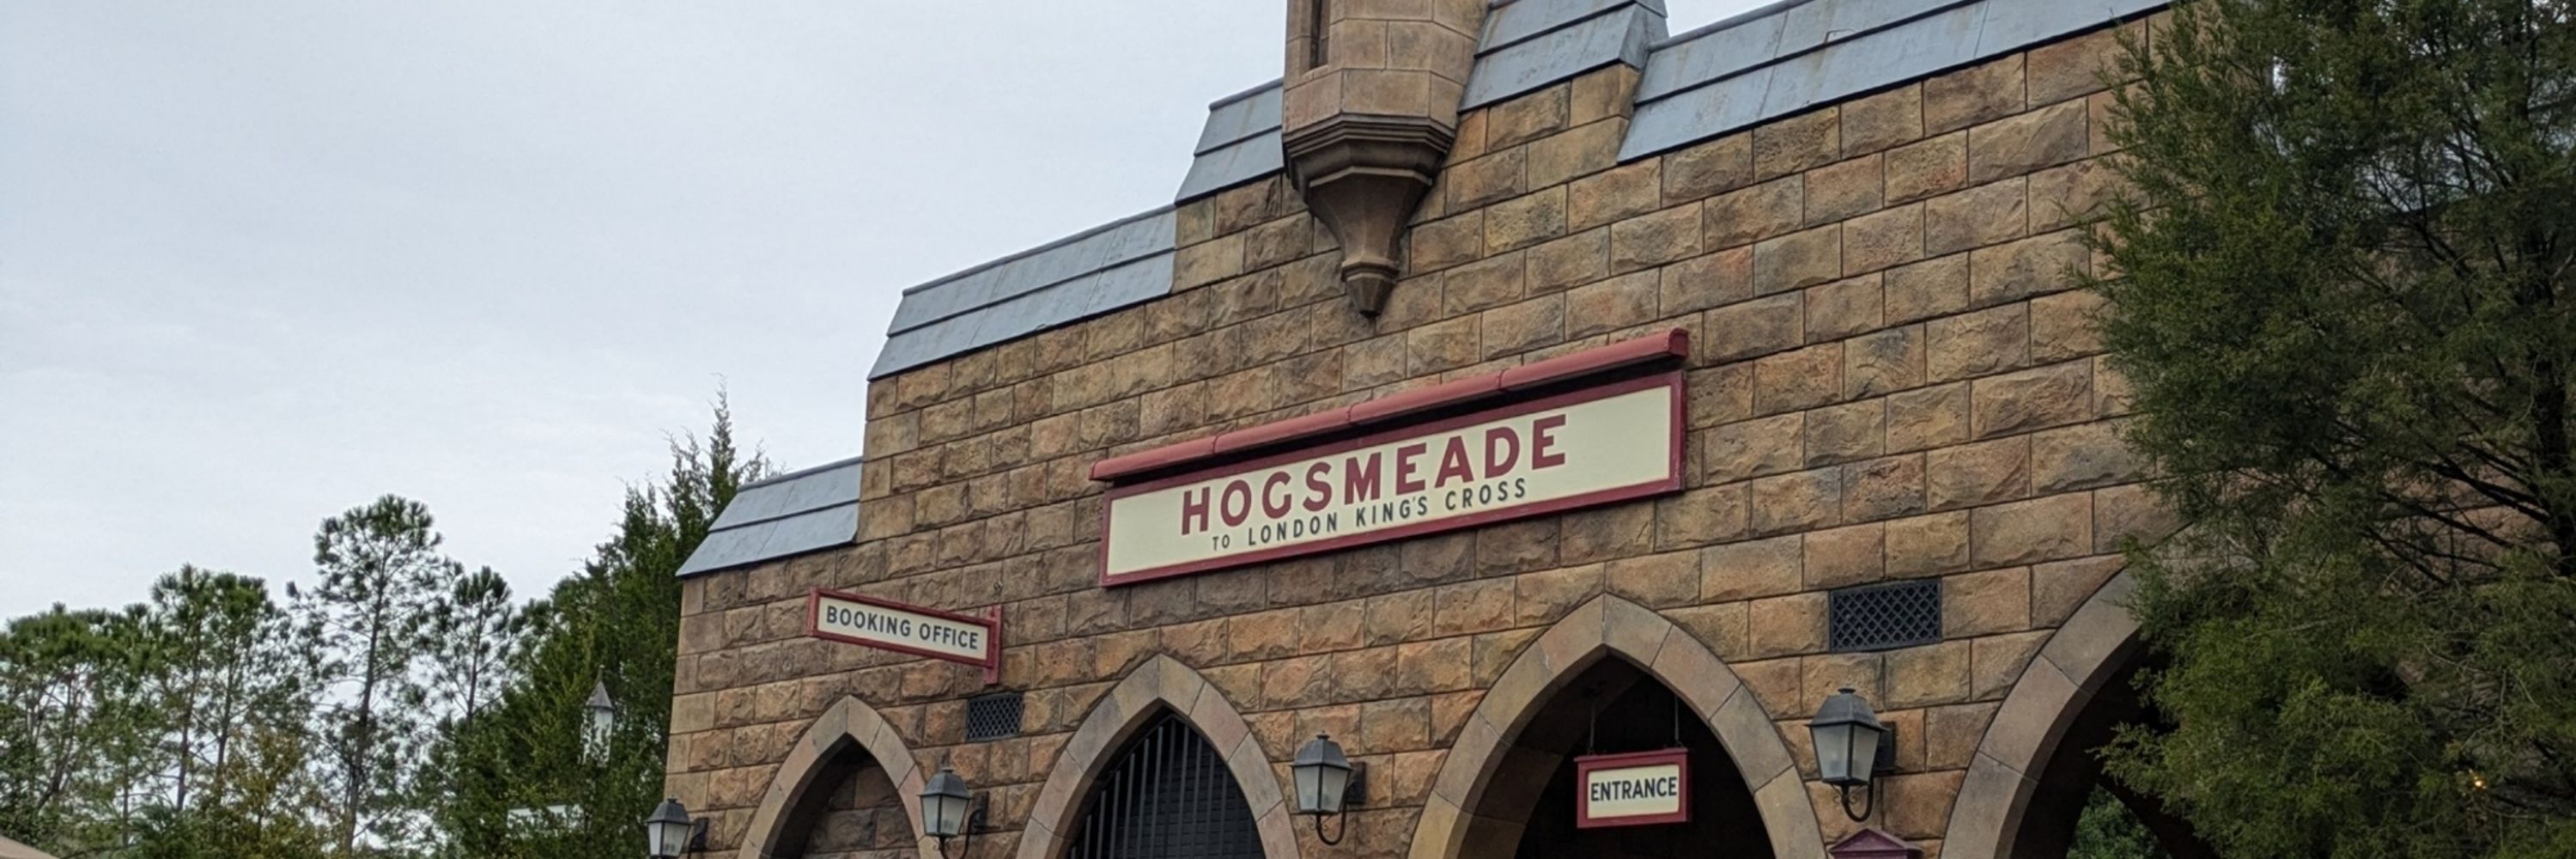 HOGSMEADE
TO LONDON KING'S CROSS
BOOKING OFFICE
ENTRANCE